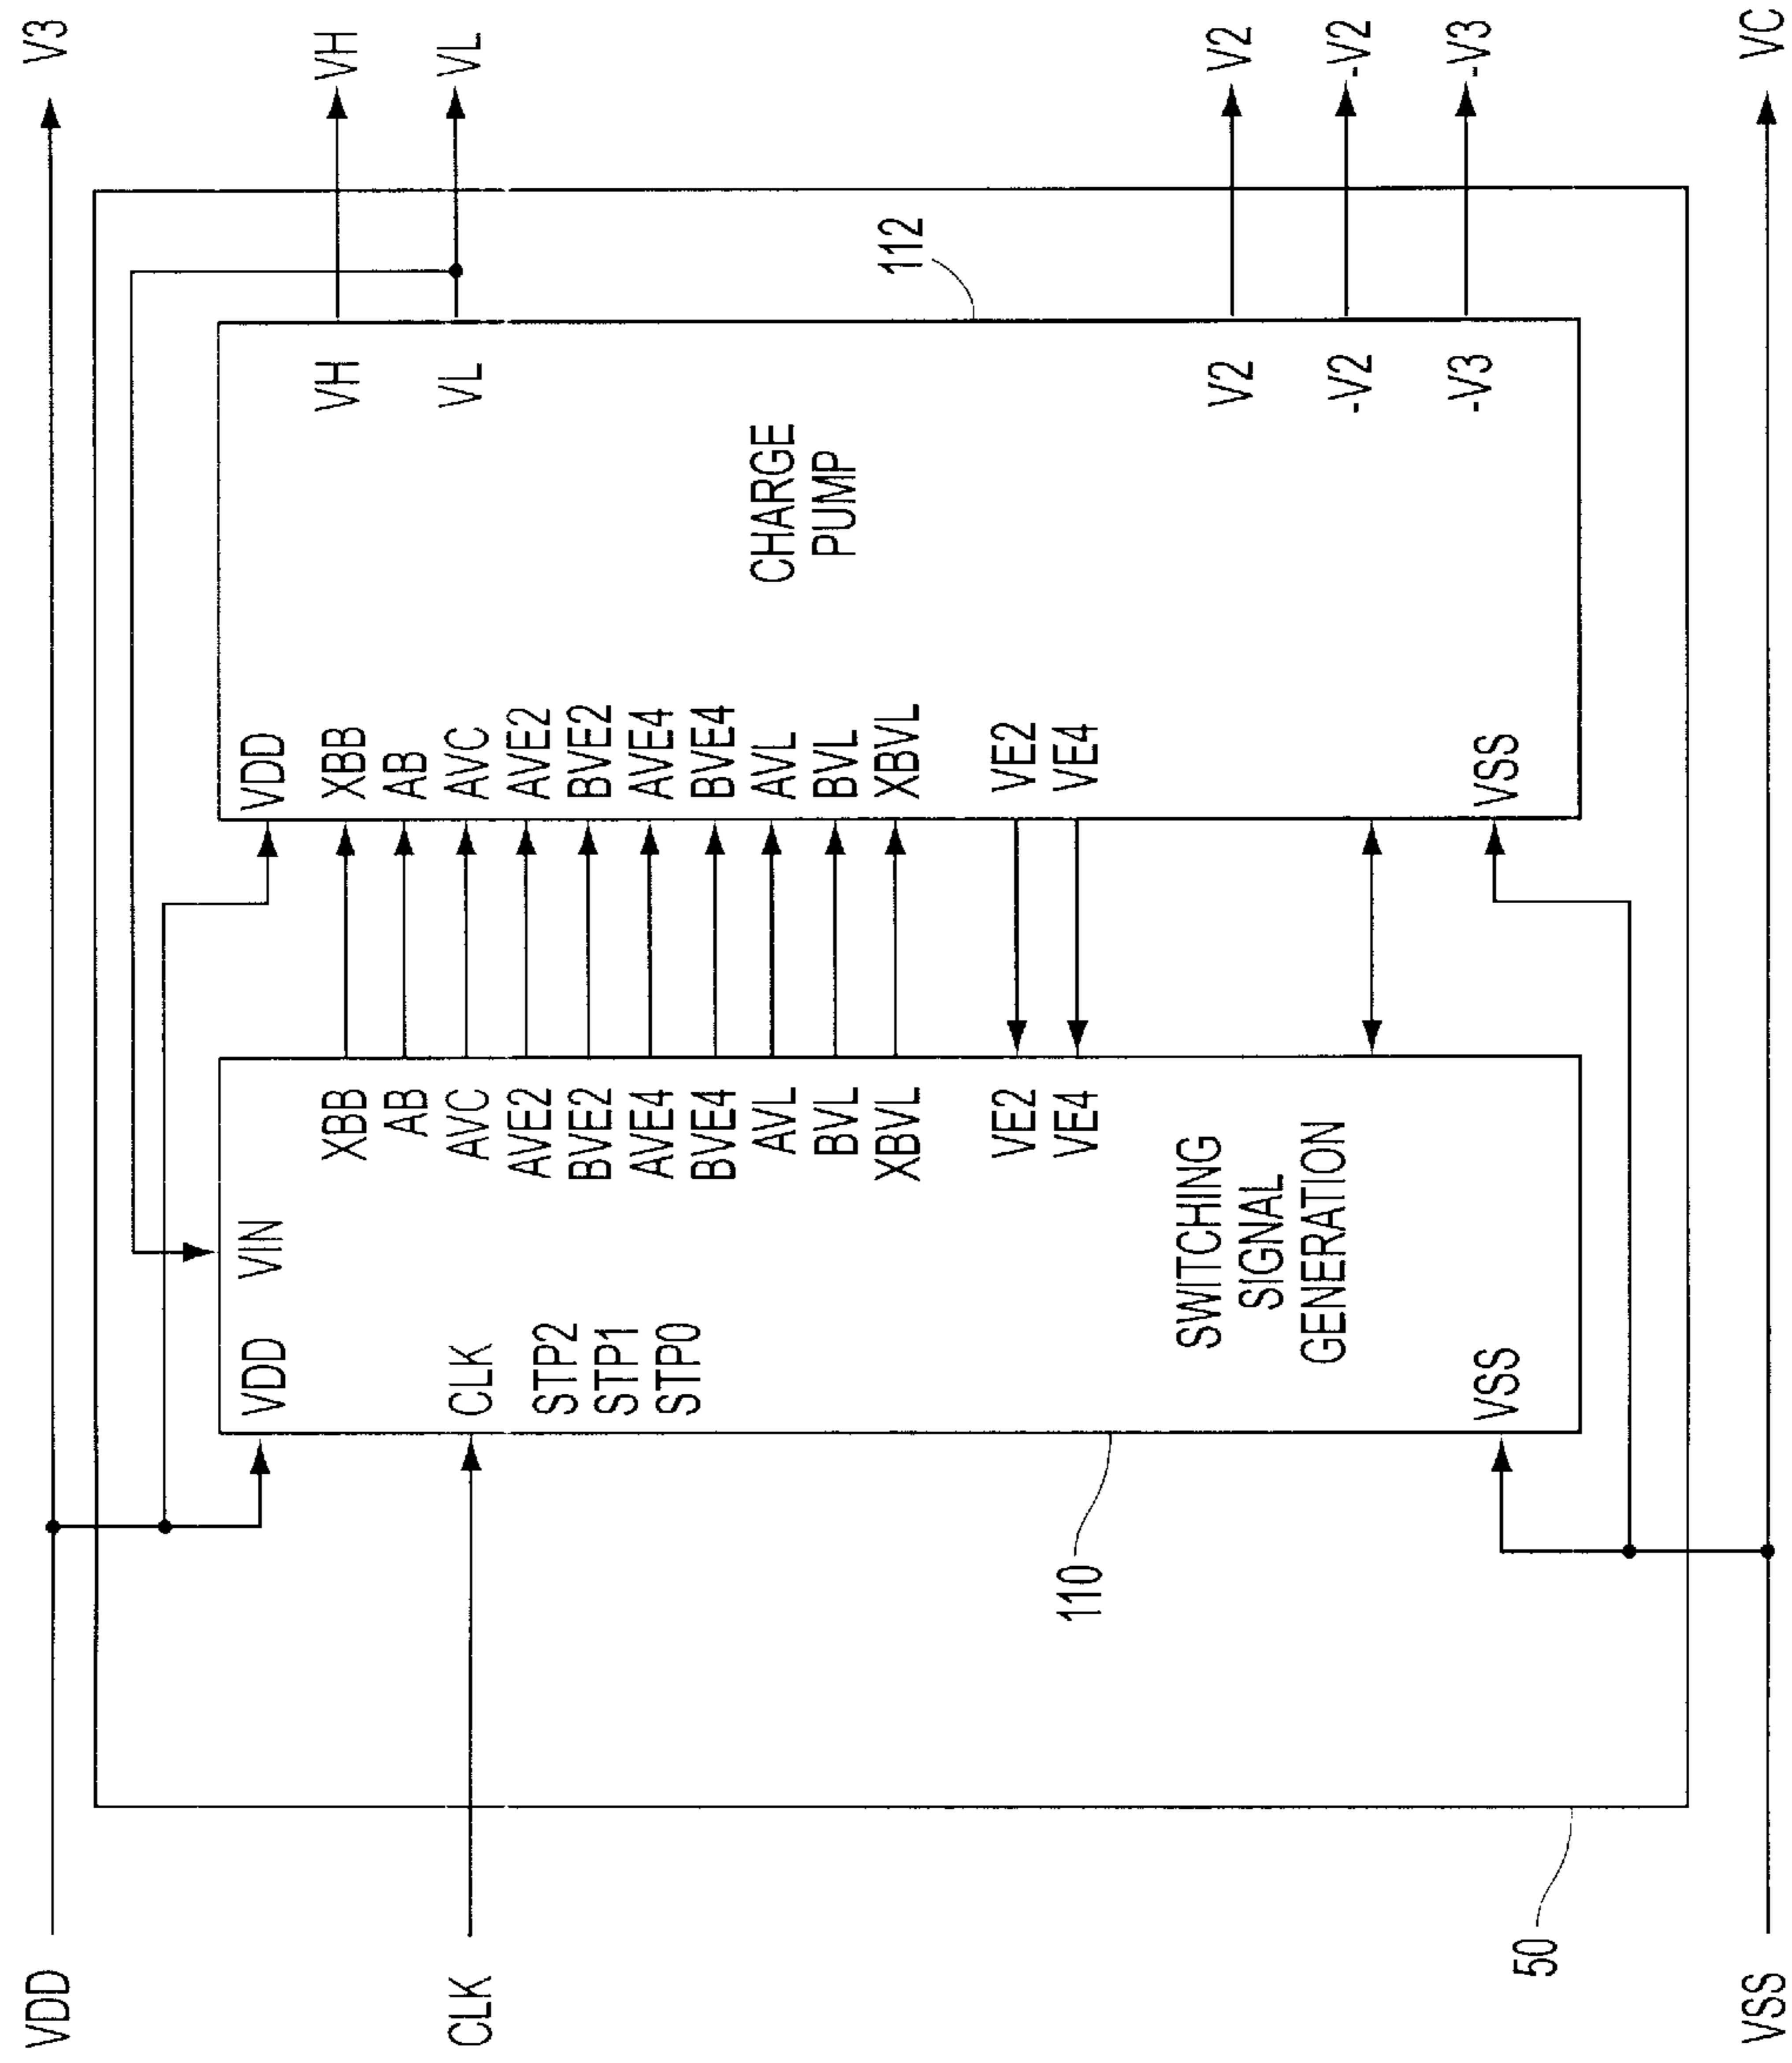 VDD
V3
VH
VL
CLK
VDD
VIN
CLK
STP2
STP1
STP0
XBB
AB
AVC
AVE2
BVE2
AVE4
BVE4
AVL
BVL
XBVL
VE2
VE4
SWITCHING
SIGNAL
GENERATION
VSS
110
VDD
XBB
AB
AVC
AVE2
BVE2
AVE4
BVE4
AVL
BVL
XBVL
VE2
VE4
VSS
CHARGE
PUMP
VH
VL
V2
-V2
-V3
112
V2
-V2
-V3
50
VSS
VC